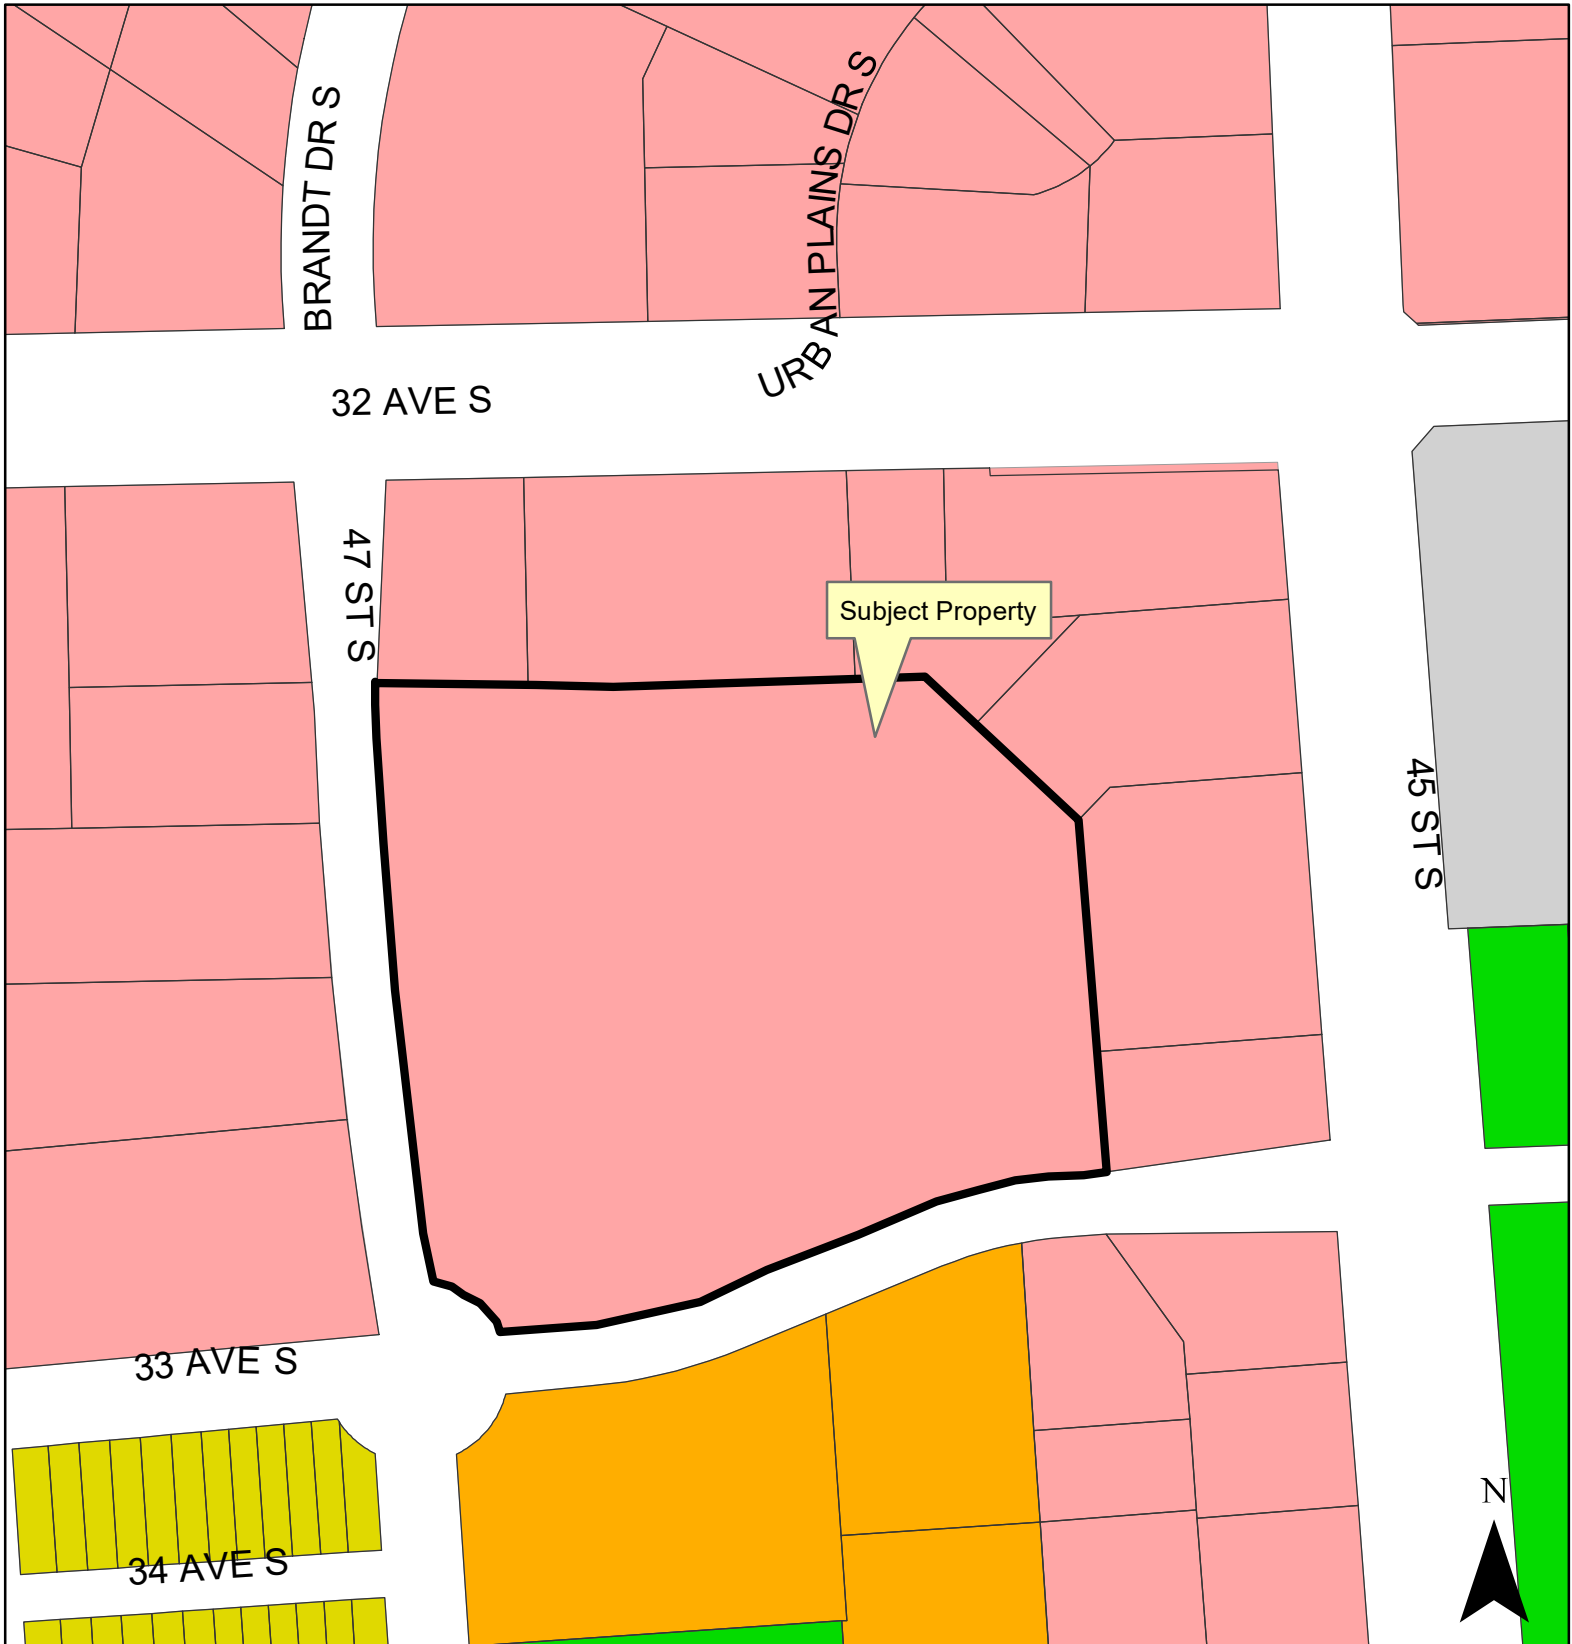 BRANDT DR S
URBAN PLAINS DR S
32 AVE S
47 ST S
Subject Property
45 ST S
33 AVE S
N
34 AVE S